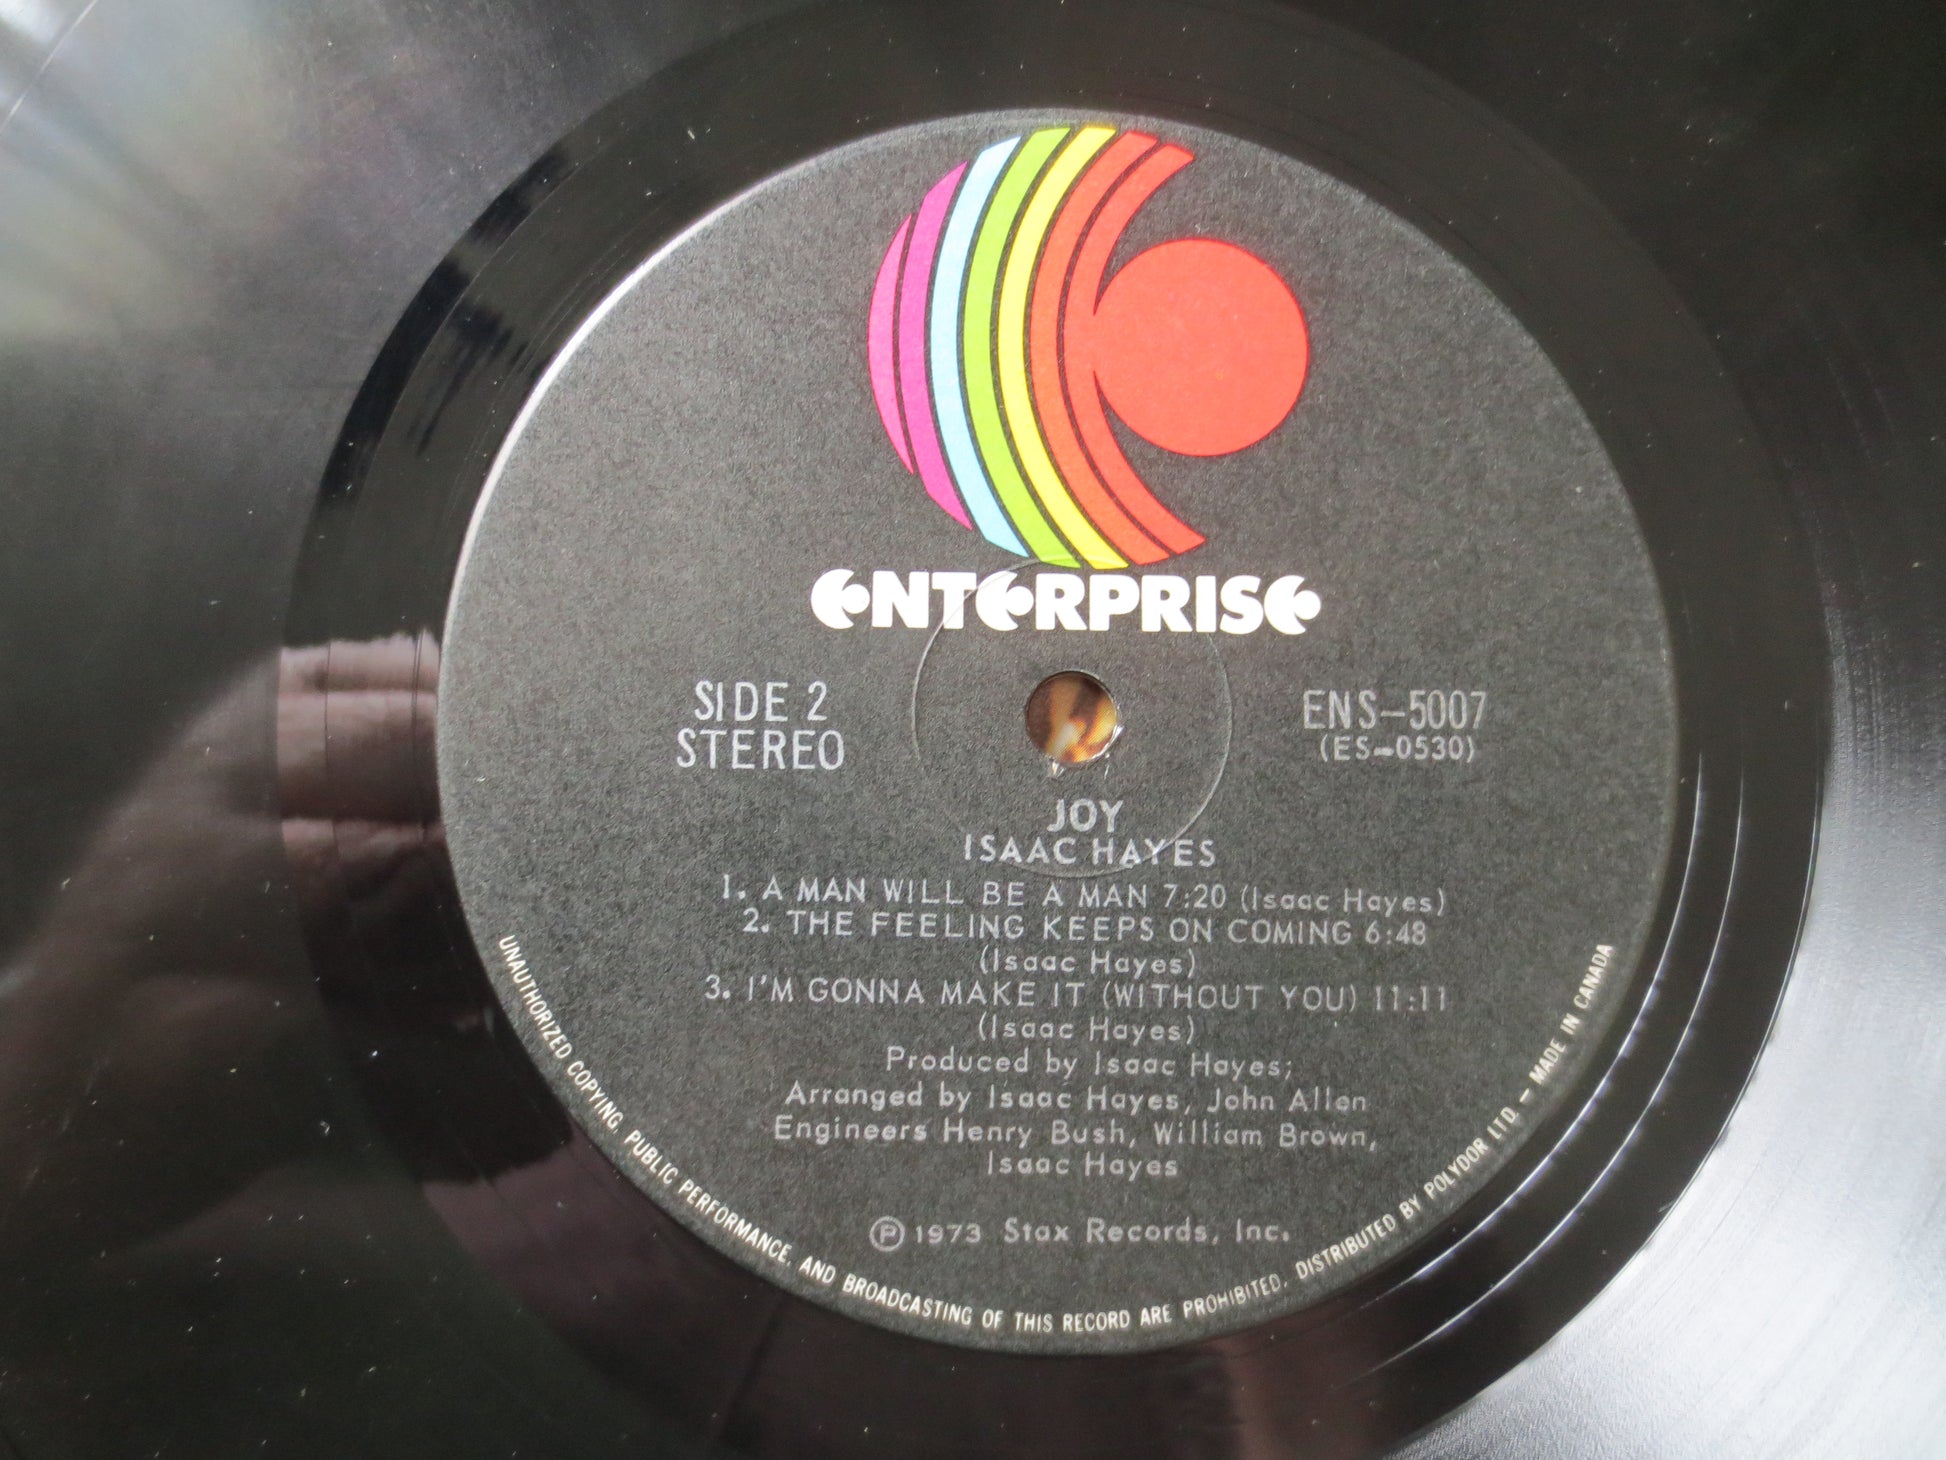 ENTERPRISE
SIDE 2
STEREO
ENS-5007
(ES-0530)
JOY
ISAAC HAYES
1. A MAN WILL BE A MAN 7:20 (Isaac Hayes)
2. THE FEELING KEEPS ON COMING 6:48
(Isaac Hayes)
3. I'M GONNA MAKE IT (WITHOUT YOU) 11:11
(Isaac Hayes)
Produced by Isaac Hayes;
Arranged by Isaac Hayes, John Allen
Engineers Henry Bush, William Brown,
Isaac Hayes
℗ 1973 Stax Records, Inc.
UNAUTHORIZED COPYING, PUBLIC PERFORMANCE, AND BROADCASTING OF THIS RECORD ARE PROHIBITED. DISTRIBUTED BY POLYDOR LTD. – MADE IN CANADA